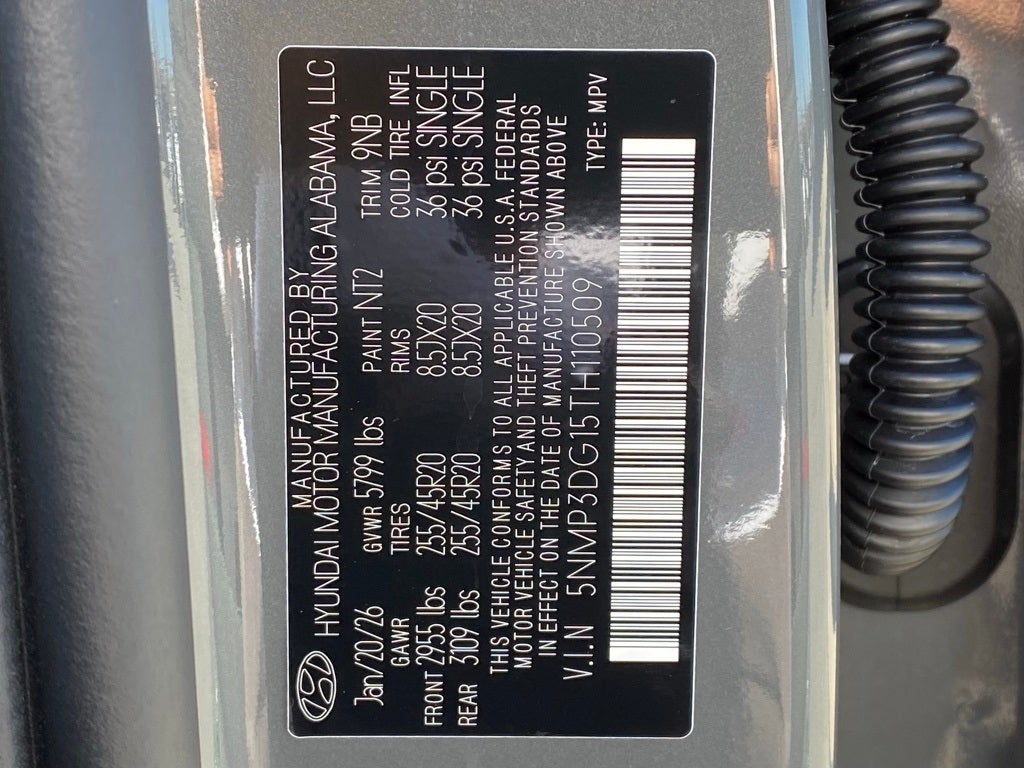 MANUFACTURED BY
HYUNDAI MOTOR MANUFACTURING ALABAMA, LLC
Jan/20/26 GVWR 5799 lbs PAINT NT2 TRIM 9NB
GAWR TIRES RIMS COLD TIRE INFL
FRONT 2955 lbs 255/45R20 8.5JX20 36 psi SINGLE
REAR 3109 lbs 255/45R20 8.5JX20 36 psi SINGLE
THIS VEHICLE CONFORMS TO ALL APPLICABLE U.S.A. FEDERAL
MOTOR VEHICLE SAFETY AND THEFT PREVENTION STANDARDS
IN EFFECT ON THE DATE OF MANUFACTURE SHOWN ABOVE
V.I.N 5NMP3DG15TH110509 TYPE: MPV